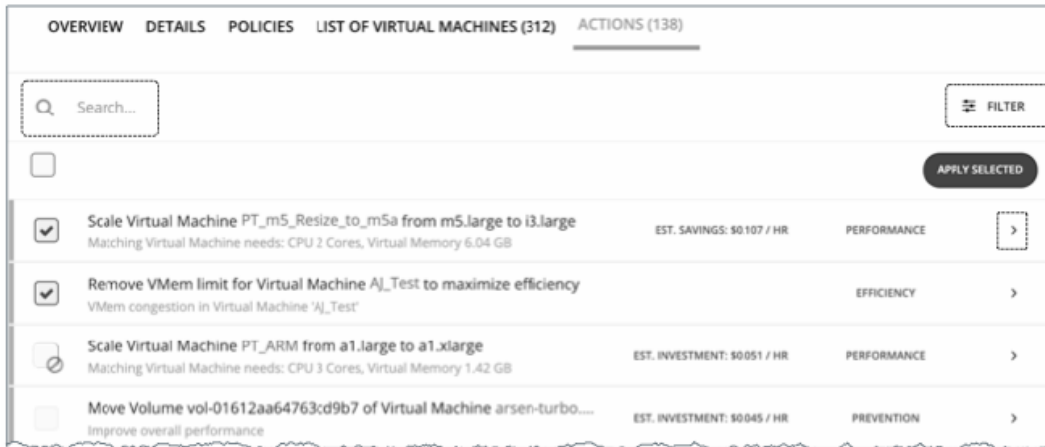 OVERVIEW DETAILS POLICIES LIST OF VIRTUAL MACHINES (312) ACTIONS (138)
Search...
FILTER
APPLY SELECTED
Scale Virtual Machine PT_m5_Resize_to_m5a from m5.large to i3.large
Matching Virtual Machine needs: CPU 2 Cores, Virtual Memory 6.04 GB
EST. SAVINGS: $0.107 / HR
PERFORMANCE
Remove VMem limit for Virtual Machine AJ_Test to maximize efficiency
VMem congestion in Virtual Machine 'AJ_Test'
EFFICIENCY
Scale Virtual Machine PT_ARM from a1.large to a1.xlarge
Matching Virtual Machine needs: CPU 3 Cores, Virtual Memory 1.42 GB
EST. INVESTMENT: $0.051 / HR
PERFORMANCE
Move Volume vol-01612aa64763cd9b7 of Virtual Machine arsen-turbo....
Improve overall performance
EST. INVESTMENT: $0.045 / HR
PREVENTION